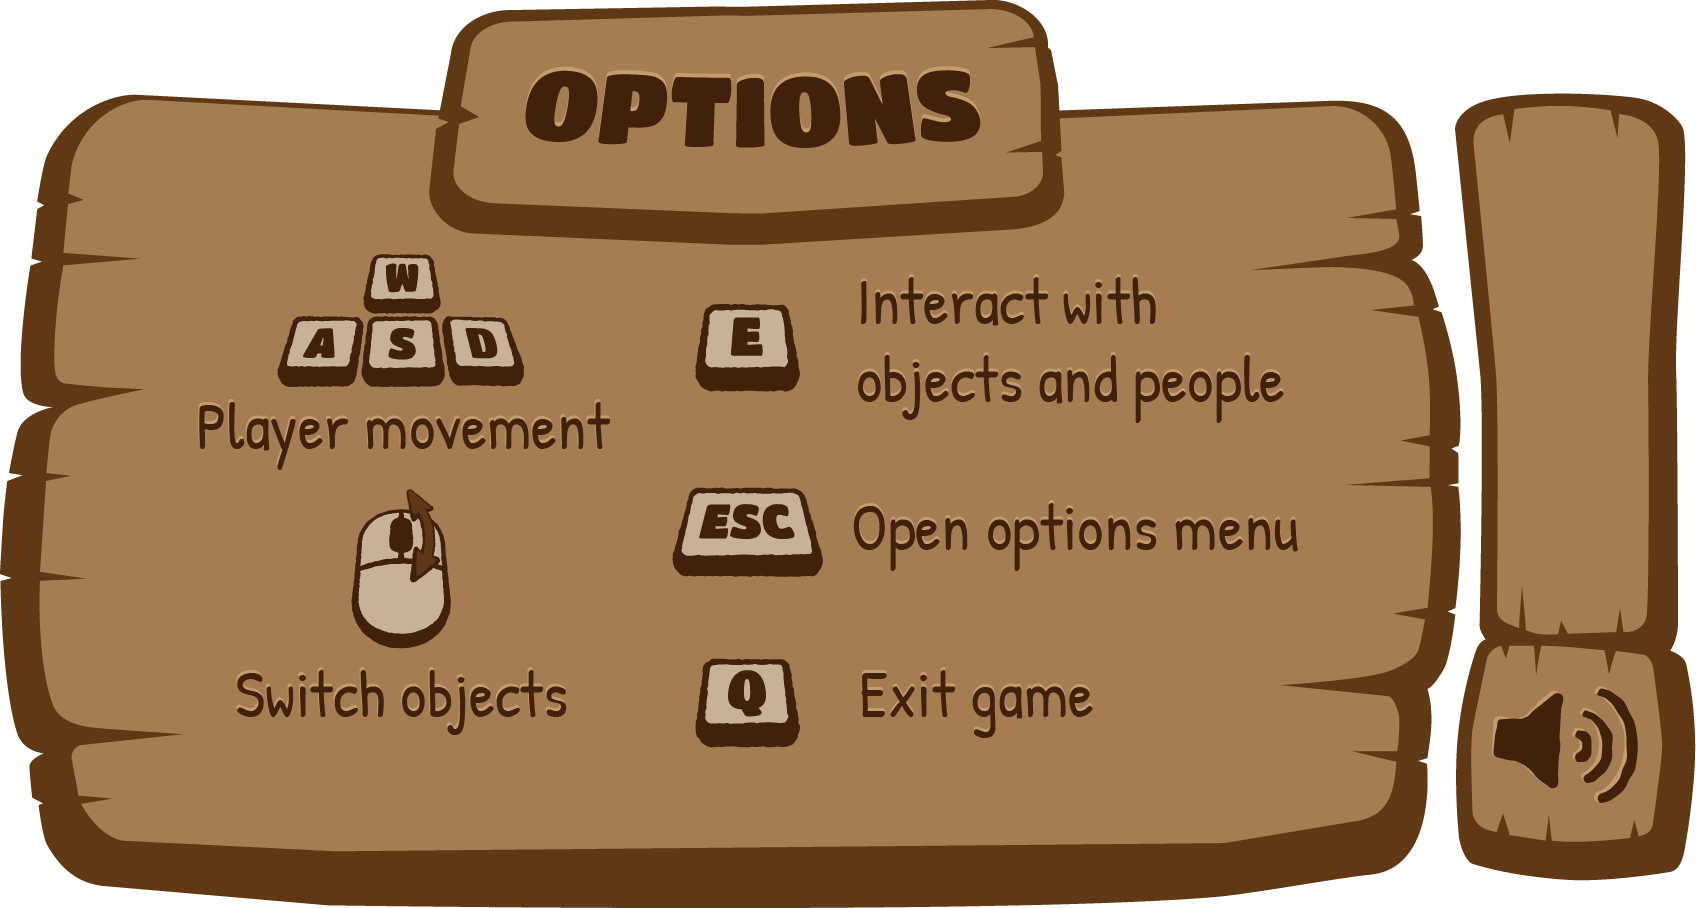 OPTIONS
W
A S D
Player movement
Switch objects
E
Interact with
objects and people
ESC
Open options menu
Q
Exit game